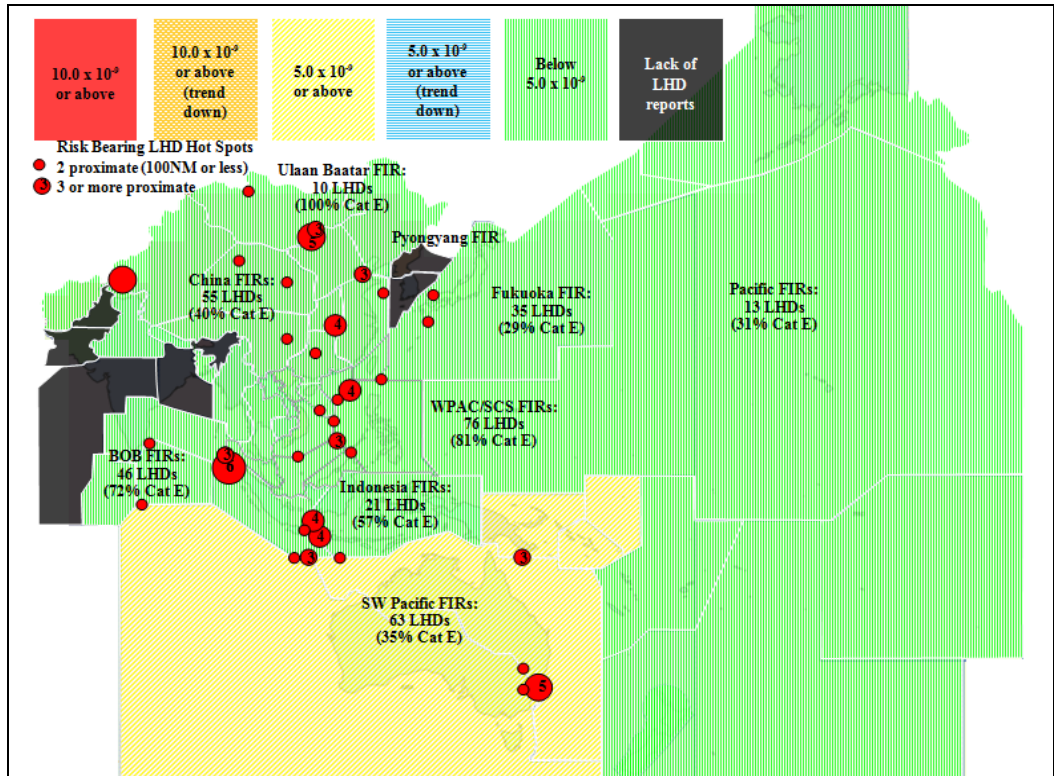 10.0 x 10⁻⁹
or above
10.0 x 10⁻⁹
or above
(trend
down)
5.0 x 10⁻⁹
or above
5.0 x 10⁻⁹
or above
(trend
down)
Below
5.0 x 10⁻⁹
Lack of
LHD
reports
Risk Bearing LHD Hot Spots
2 proximate (100NM or less)
3
3 or more proximate
Ulaan Baatar FIR:
10 LHDs
(100% Cat E)
3
5
Pyongyang FIR
3
China FIRs:
55 LHDs
(40% Cat E)
Fukuoka FIR:
35 LHDs
(29% Cat E)
Pacific FIRs:
13 LHDs
(31% Cat E)
4
4
WPAC/SCS FIRs:
76 LHDs
(81% Cat E)
3
BOB FIRs:
46 LHDs
(72% Cat E)
3
6
Indonesia FIRs:
21 LHDs
(57% Cat E)
4
4
3
3
SW Pacific FIRs:
63 LHDs
(35% Cat E)
5